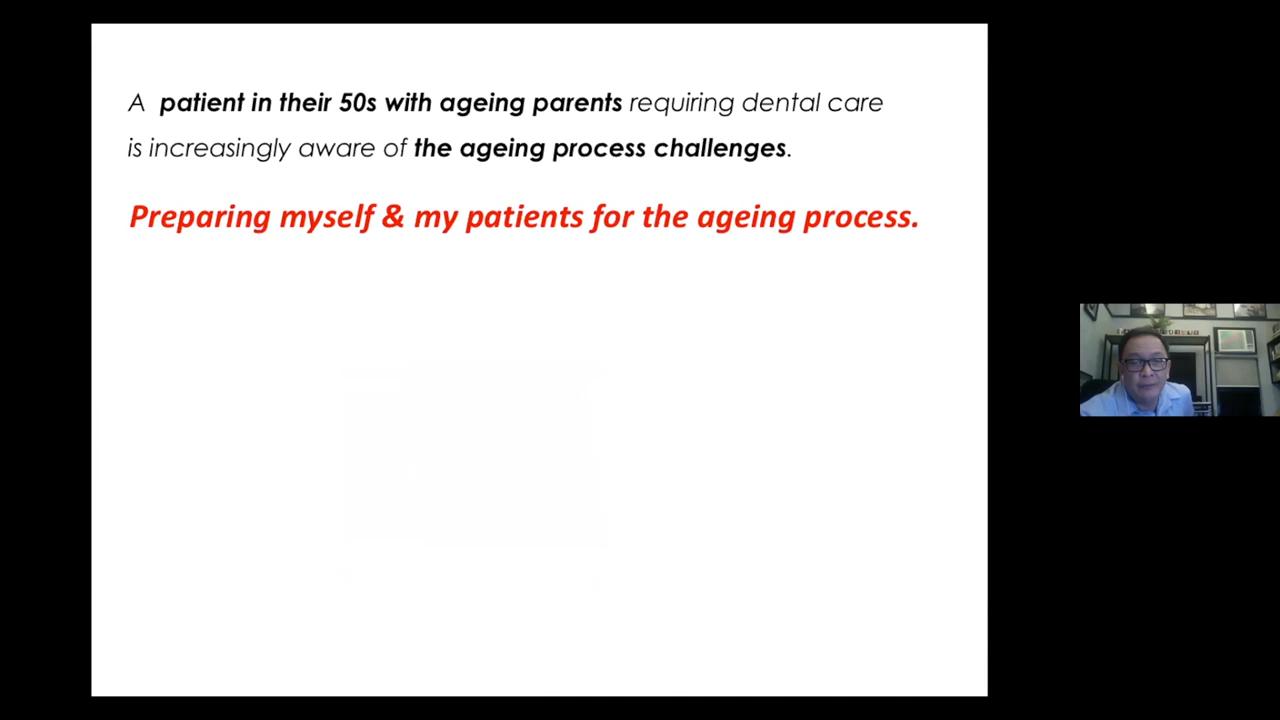 A patient in their 50s with ageing parents requiring dental care
is increasingly aware of the ageing process challenges.
Preparing myself & my patients for the ageing process.